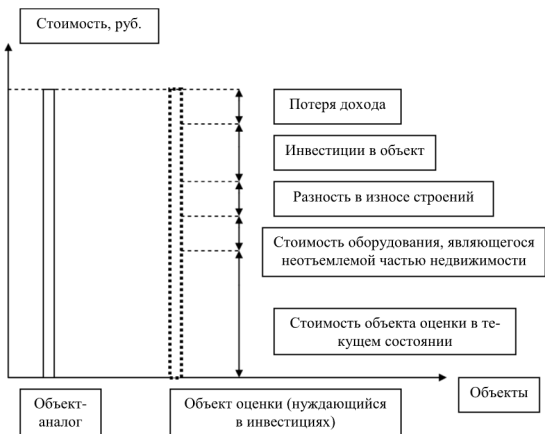 Стоимость, руб.
Потеря дохода
Инвестиции в объект
Разность в износе строений
Стоимость оборудования, являющегося
неотъемлемой частью недвижимости
Стоимость объекта оценки в те-
кущем состоянии
Объекты
Объект-
аналог
Объект оценки (нуждающийся
в инвестициях)